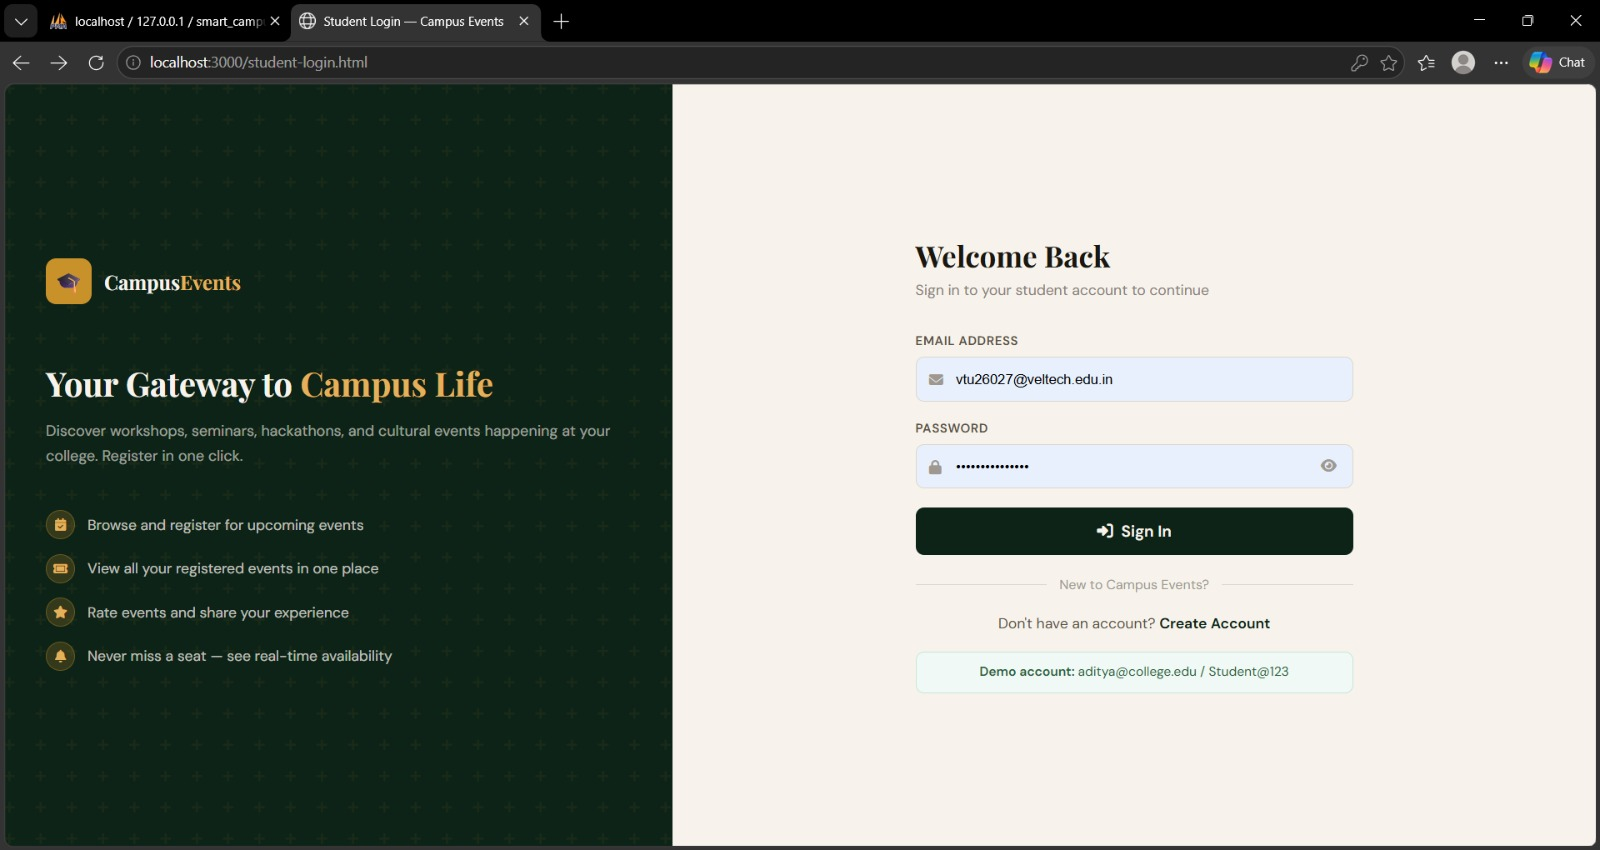 localhost / 127.0.0.1 / smart_camp
Student Login — Campus Events
localhost:3000/student-login.html
Chat
CampusEvents
Your Gateway to Campus Life
Discover workshops, seminars, hackathons, and cultural events happening at your
college. Register in one click.
Browse and register for upcoming events
View all your registered events in one place
Rate events and share your experience
Never miss a seat — see real-time availability
Welcome Back
Sign in to your student account to continue
EMAIL ADDRESS
vtu26027@veltech.edu.in
PASSWORD
•••••••••••••••
Sign In
New to Campus Events?
Don't have an account? Create Account
Demo account: aditya@college.edu / Student@123